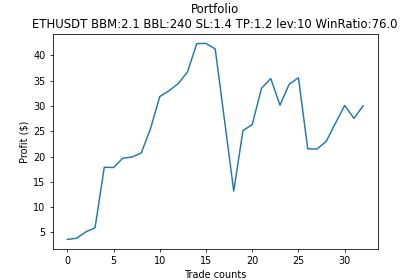 Portfolio
ETHUSDT BBM:2.1 BBL:240 SL:1.4 TP:1.2 lev:10 WinRatio:76.0
40
35
30
25
20
15
10
5
Profit ($)
0 5 10 15 20 25 30
Trade counts